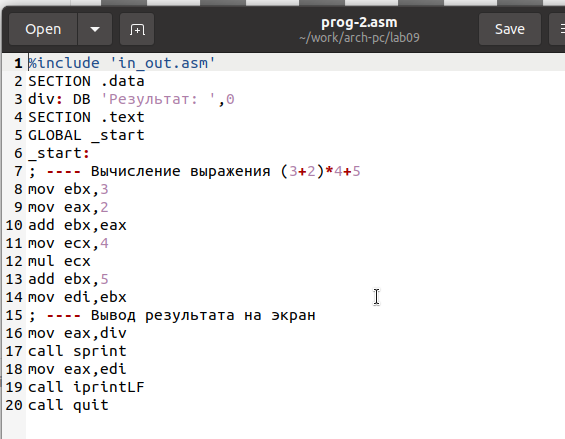 Open
prog-2.asm
~/work/arch-pc/lab09
Save
1 %include 'in_out.asm'
2 SECTION .data
3 div: DB 'Результат: ',0
4 SECTION .text
5 GLOBAL _start
6 _start:
7 ; ---- Вычисление выражения (3+2)*4+5
8 mov ebx,3
9 mov eax,2
10 add ebx,eax
11 mov ecx,4
12 mul ecx
13 add ebx,5
14 mov edi,ebx
15 ; ---- Вывод результата на экран
16 mov eax,div
17 call sprint
18 mov eax,edi
19 call iprintLF
20 call quit